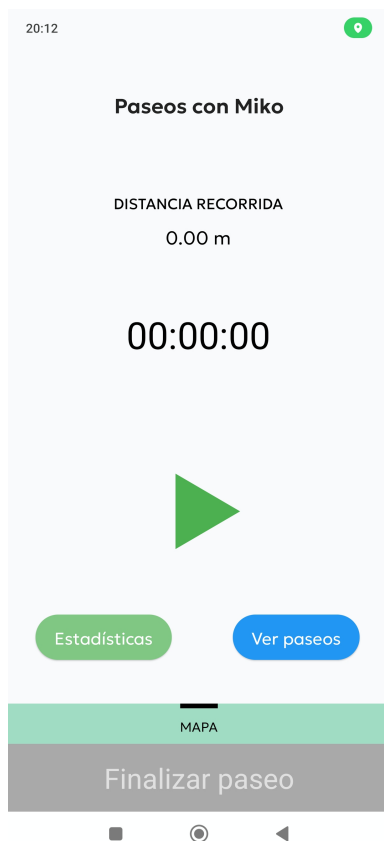 20:12
Paseos con Miko
DISTANCIA RECORRIDA
0.00 m
00:00:00
Estadísticas
Ver paseos
MAPA
Finalizar paseo